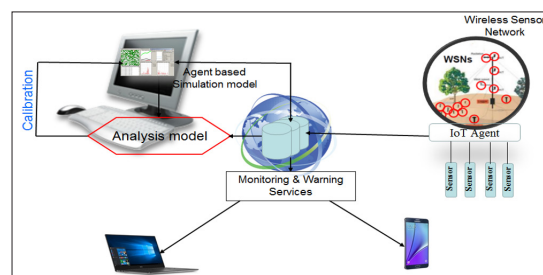 Wireless Sensor
Network
WSNs
Agent based
Simulation model
Calibration
Analysis model
IoT Agent
Monitoring & Warning
Services
Sensor
Sensor
Sensor
Sensor